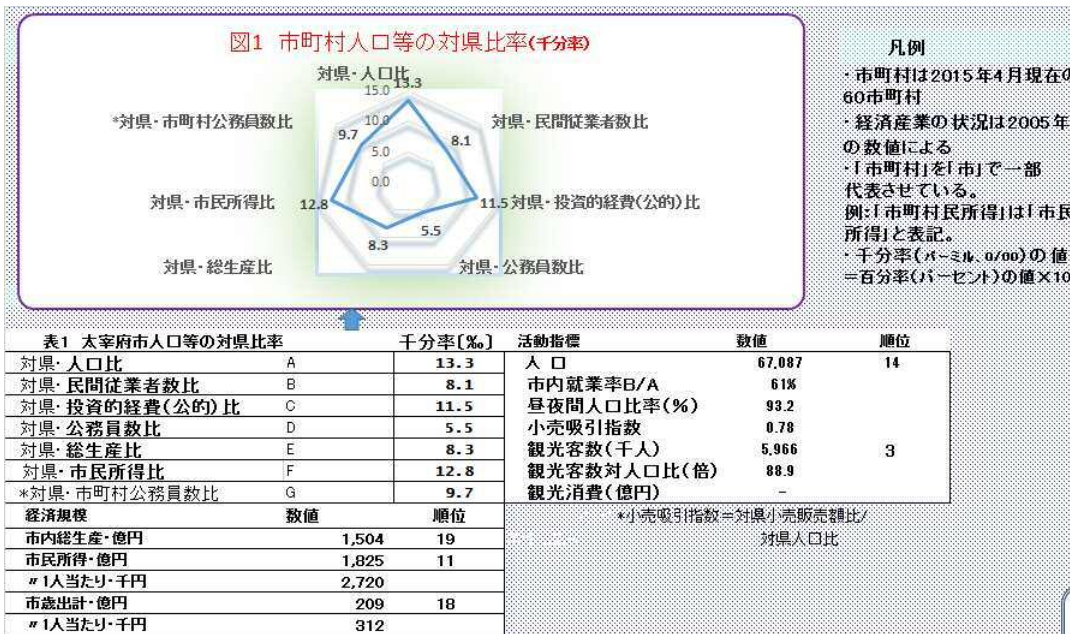 図1 市町村人口等の対県比率(千分率)
対県・人口比
13.3
15.0
10.0
5.0
0.0
*対県・市町村公務員数比
9.7
対県・民間従業者数比
8.1
対県・市民所得比
12.8
11.5
対県・投資的経費(公的)比
5.5
8.3
対県・総生産比
対県・公務員数比
凡例
・市町村は2015年4月現在の
60市町村
・経済産業の状況は2005年
の数値による
・「市町村」を「市」で一部
代表させている。
例:「市町村民所得」は「市民
所得」と表記。
・千分率(パーミル、o/oo)の値
=百分率(パーセント)の値×10
表1 太宰府市人口等の対県比率 千分率[‰]
対県・人口比 A 13.3
対県・民間従業者数比 B 8.1
対県・投資的経費(公的)比 C 11.5
対県・公務員数比 D 5.5
対県・総生産比 E 8.3
対県・市民所得比 F 12.8
*対県・市町村公務員数比 G 9.7
経済規模 数値 順位
市内総生産・億円 1,504 19
市民所得・億円 1,825 11
〃1人当たり・千円 2,720
市歳出計・億円 209 18
〃1人当たり・千円 312
活動指標 数値 順位
人 口 67,087 14
市内就業率B/A 61%
昼夜間人口比率(%) 93.2
小売吸引指数 0.78
観光客数(千人) 5,966 3
観光客数対人口比(倍) 88.9
観光消費(億円) -
*小売吸引指数=対県小売販売額比/
対県人口比